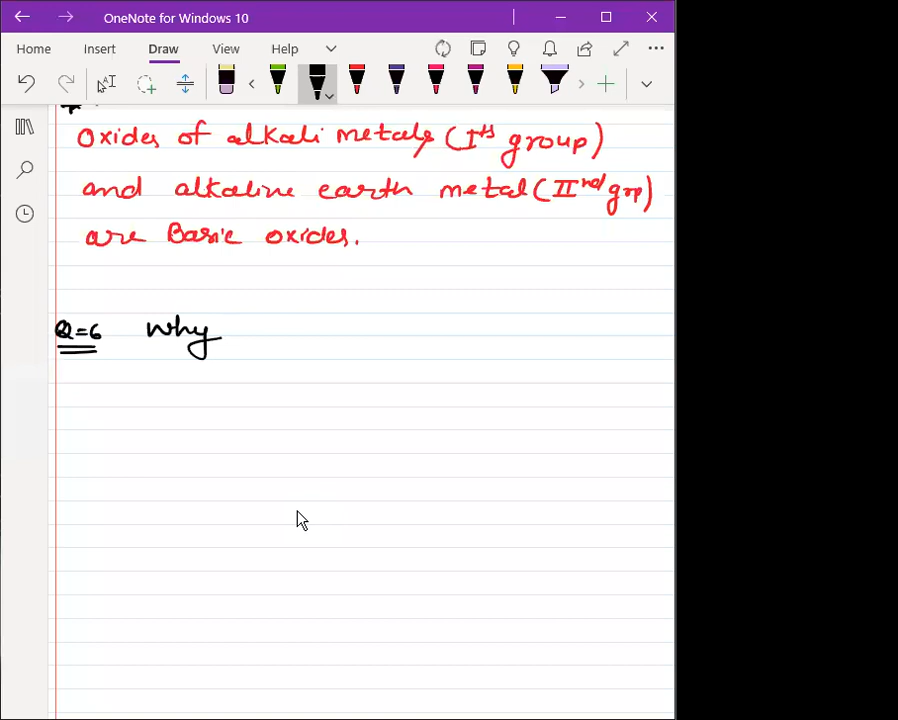 OneNote for Windows 10
Home Insert Draw View Help
Oxides of alkali metals (Ist group)
and alkaline earth metal (IInd grp)
are Basic oxides.
Q=6 Why